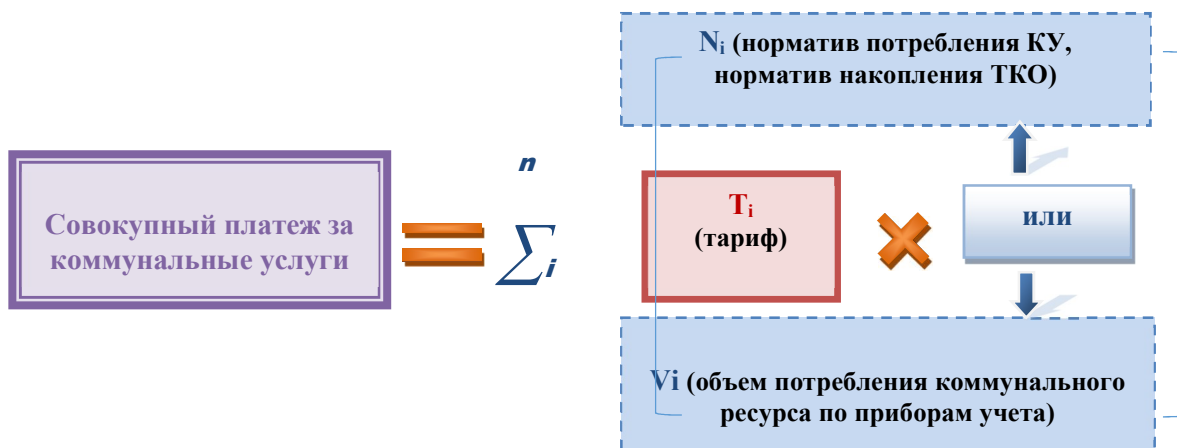 Nᵢ (норматив потребления КУ,
норматив накопления ТКО)
n
Совокупный платеж за
коммунальные услуги
=
∑i
Tᵢ
(тариф)
×
или
Vi (объем потребления коммунального
ресурса по приборам учета)